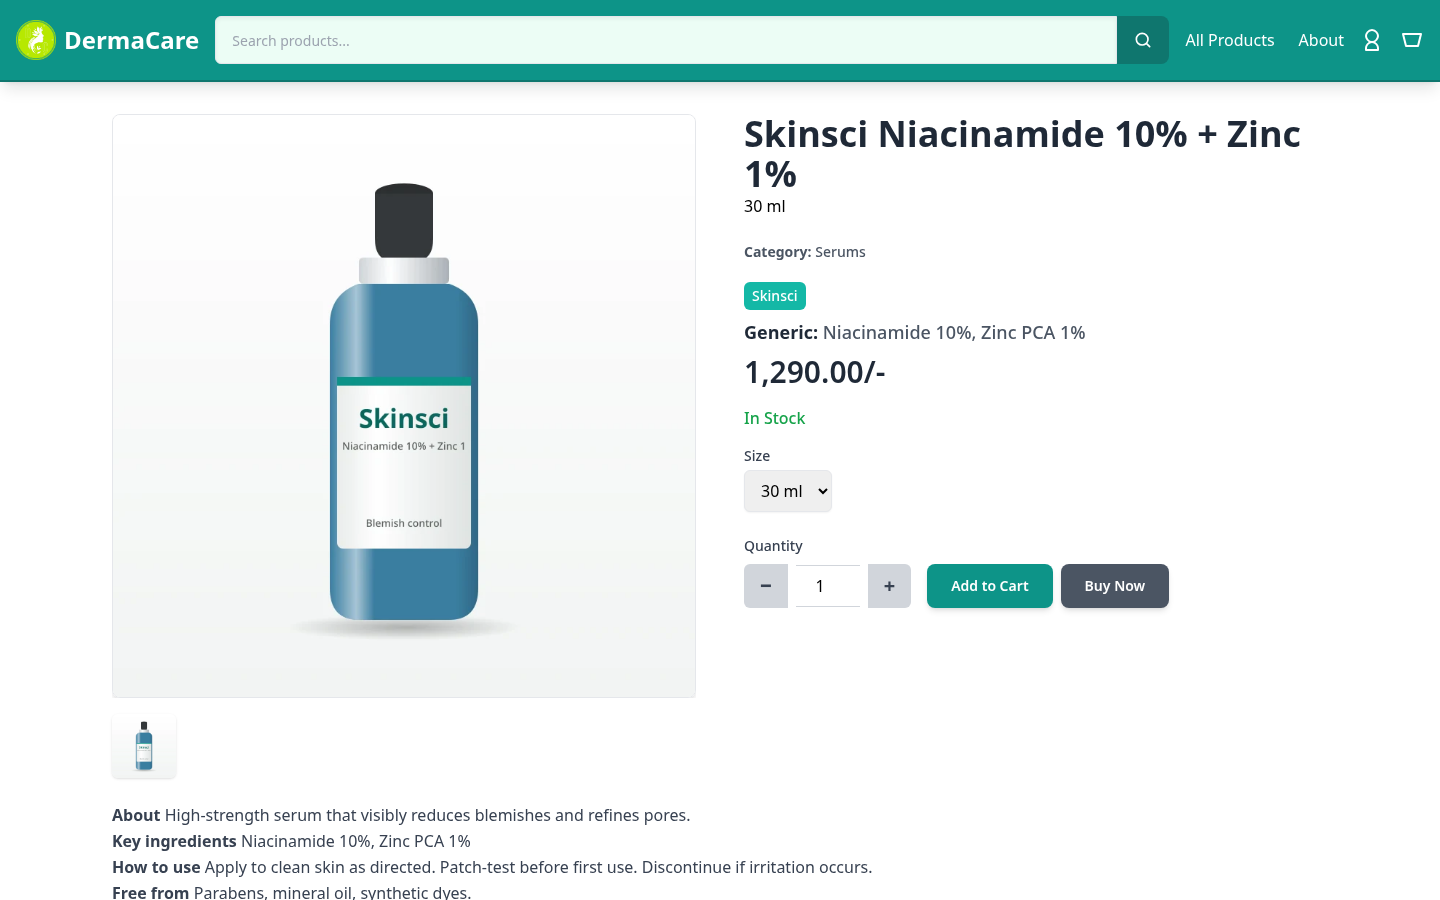 DermaCare
Search products...
All Products
About
Skinsci
Niacinamide 10% + Zinc 1
Blemish control
Skinsci Niacinamide 10% + Zinc
1%
30 ml
Category: Serums
Skinsci
Generic: Niacinamide 10%, Zinc PCA 1%
1,290.00/-
In Stock
Size
30 ml
Quantity
−
1
+
Add to Cart
Buy Now
About High-strength serum that visibly reduces blemishes and refines pores.
Key ingredients Niacinamide 10%, Zinc PCA 1%
How to use Apply to clean skin as directed. Patch-test before first use. Discontinue if irritation occurs.
Free from Parabens, mineral oil, synthetic dyes.